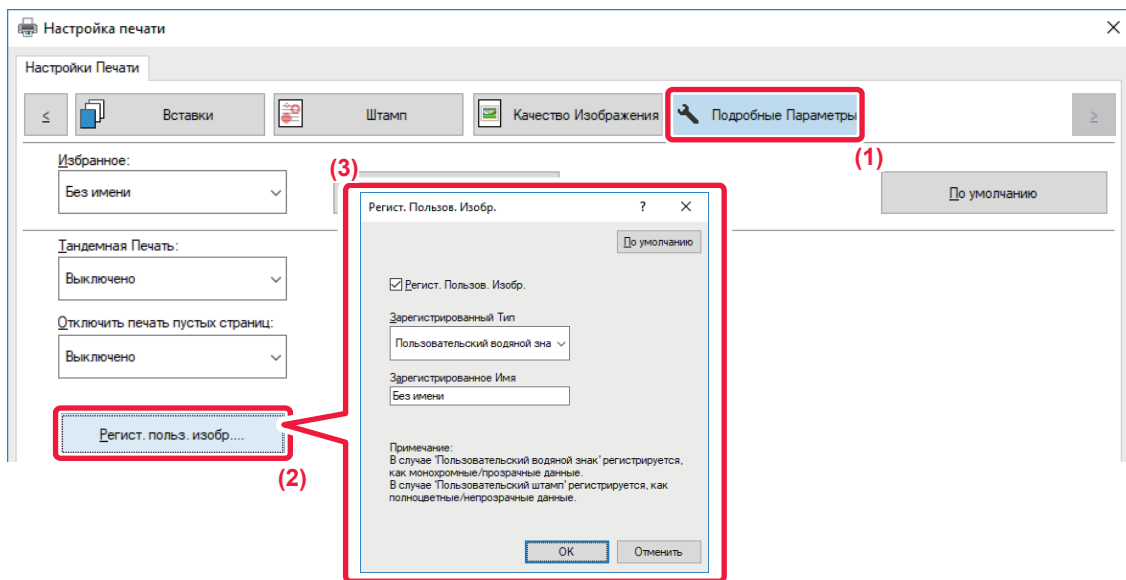 Настройка печати
Настройки Печати
< Вставки Штамп Качество Изображения Подробные Параметры >
(1)
Избранное:
Без имени
По умолчанию
Тандемная Печать:
Выключено
Отключить печать пустых страниц:
Выключено
Регист. польз. изобр....
(2)
(3)
Регист. Пользов. Изобр. ?
По умолчанию
Регист. Пользов. Изобр.
Зарегистрированный Тип
Пользовательский водяной зна
Зарегистрированное Имя
Без имени
Примечание:
В случае 'Пользовательский водяной знак' регистрируется,
как монохромные/прозрачные данные.
В случае 'Пользовательский штамп' регистрируется, как
полноцветные/непрозрачные данные.
OK Отменить